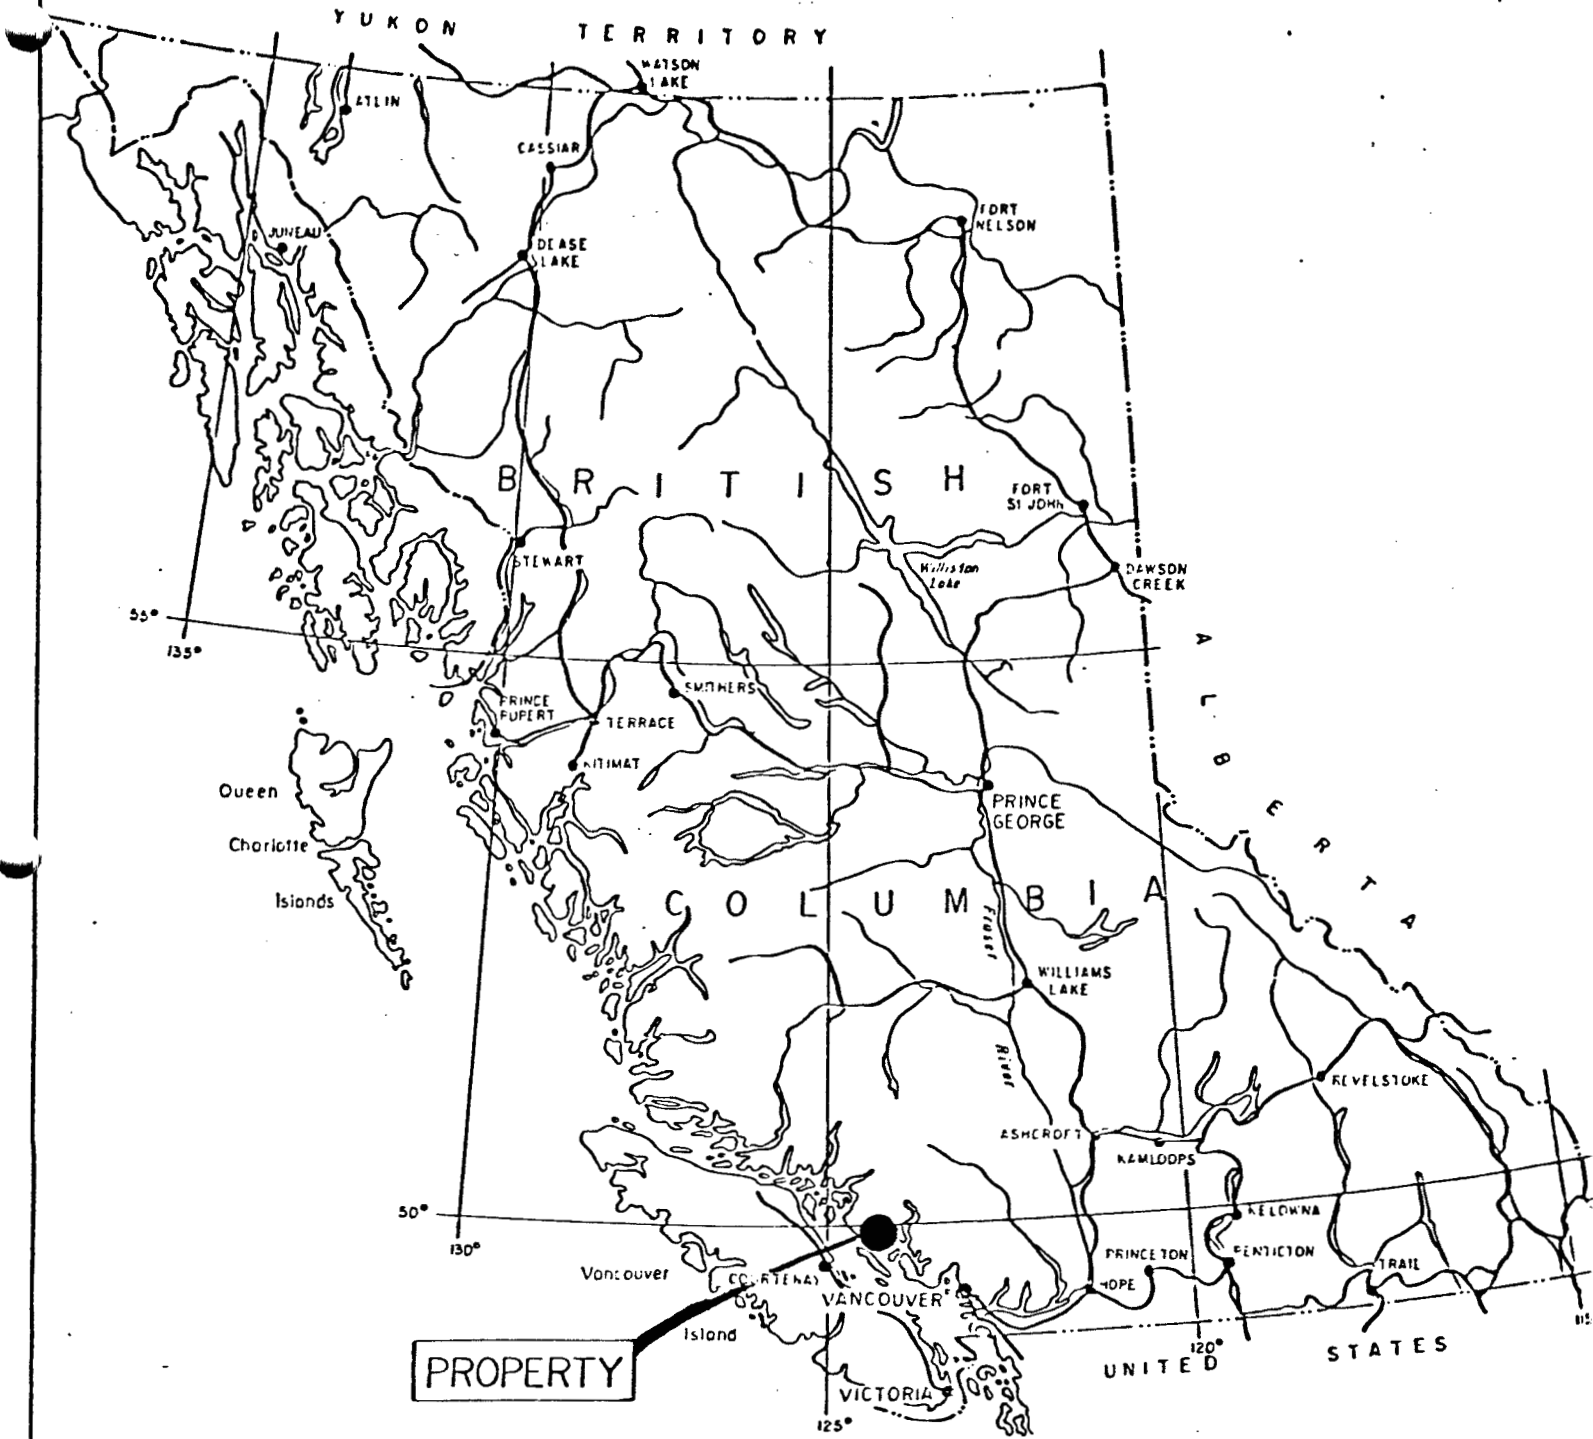 YUKON TERRITORY
WATSON
LAKE
ATLIN
CASSIAR
FORT
NELSON
JUNEAU
DEASE
LAKE
BRITISH
FORT
St JOHN
STEWART
Williston
Lake
DAWSON
CREEK
55°
135°
ALBERTA
SMITHERS
PRINCE
RUPERT
TERRACE
KITIMAT
Queen
Charlotte
Islands
PRINCE
GEORGE
COLUMBIA
Fraser
River
WILLIAMS
LAKE
REVELSTOKE
ASHCROFT
KAMLOOPS
50°
130°
KELOWNA
PRINCETON
PENTICTON
TRAIL
HOPE
Vancouver
Island
COURTENAY
VANCOUVER
PROPERTY
VICTORIA
125°
120°
UNITED STATES